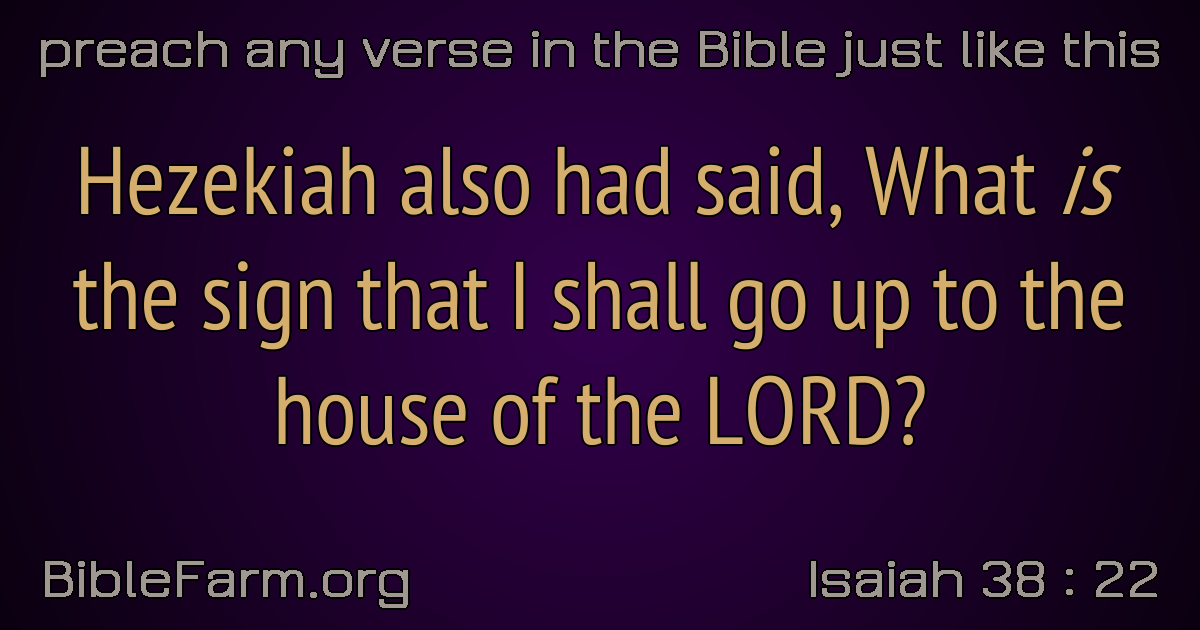 preach any verse in the Bible just like this
Hezekiah also had said, What is
the sign that I shall go up to the
house of the LORD?
BibleFarm.org
Isaiah 38 : 22